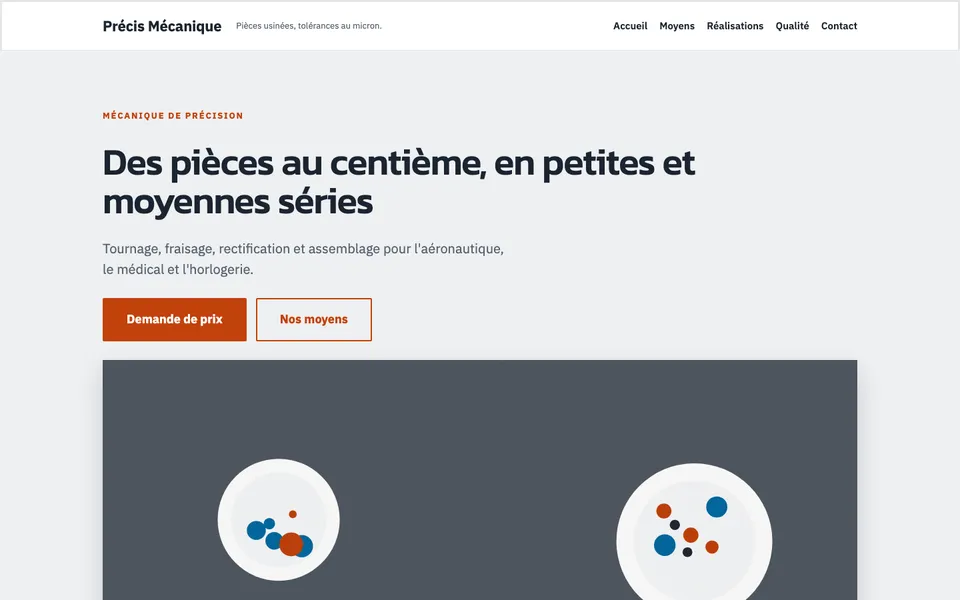 Précis Mécanique
Pièces usinées, tolérances au micron.
Accueil Moyens Réalisations Qualité Contact
MÉCANIQUE DE PRÉCISION
Des pièces au centième, en petites et
moyennes séries
Tournage, fraisage, rectification et assemblage pour l'aéronautique,
le médical et l'horlogerie.
Demande de prix
Nos moyens